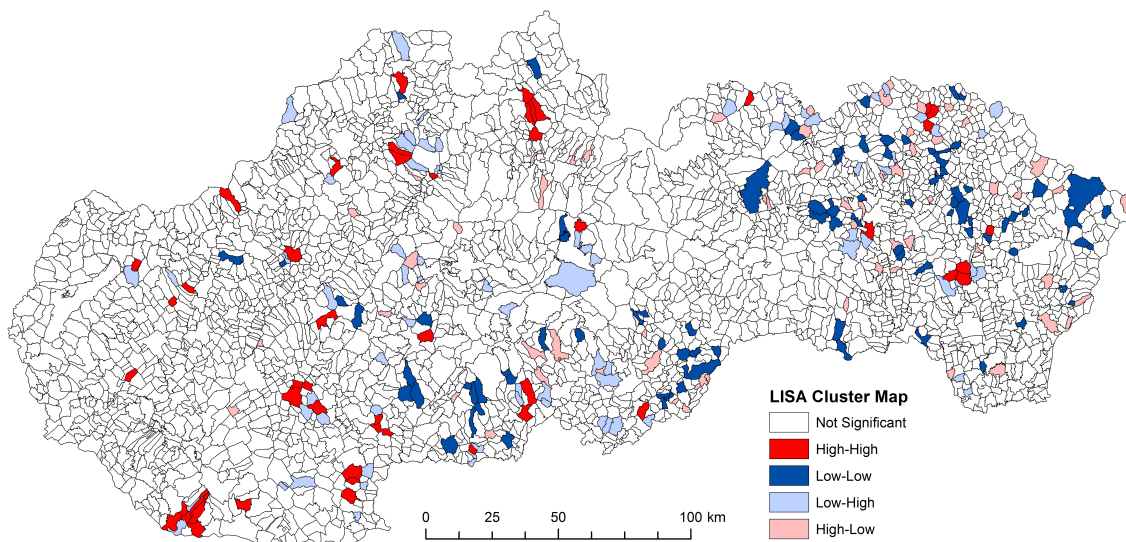 LISA Cluster Map
Not Significant
High-High
Low-Low
Low-High
High-Low
0 25 50 100 km